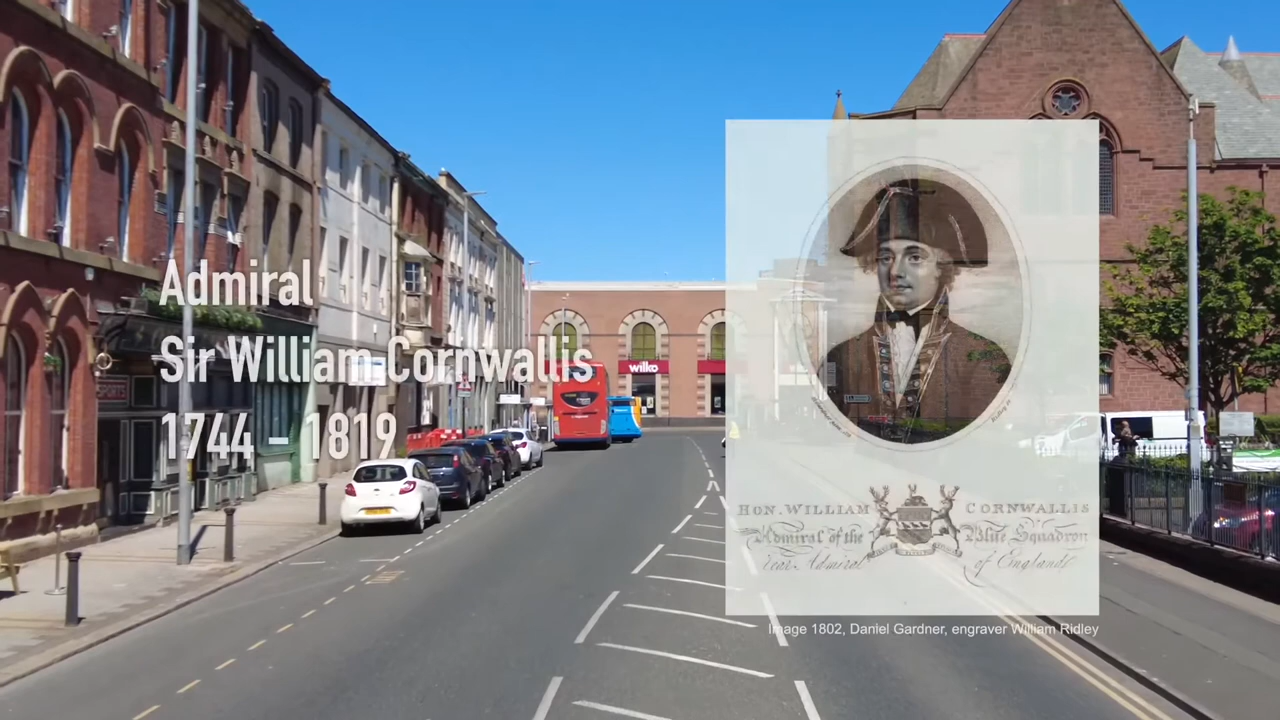 Admiral
Sir William Cornwallis
1744 – 1819
SPORTS
wilko
HON. WILLIAM CORNWALLIS
Admiral of the Blue Squadron
Rear Admiral of England
Image 1802, Daniel Gardner, engraver William Ridley